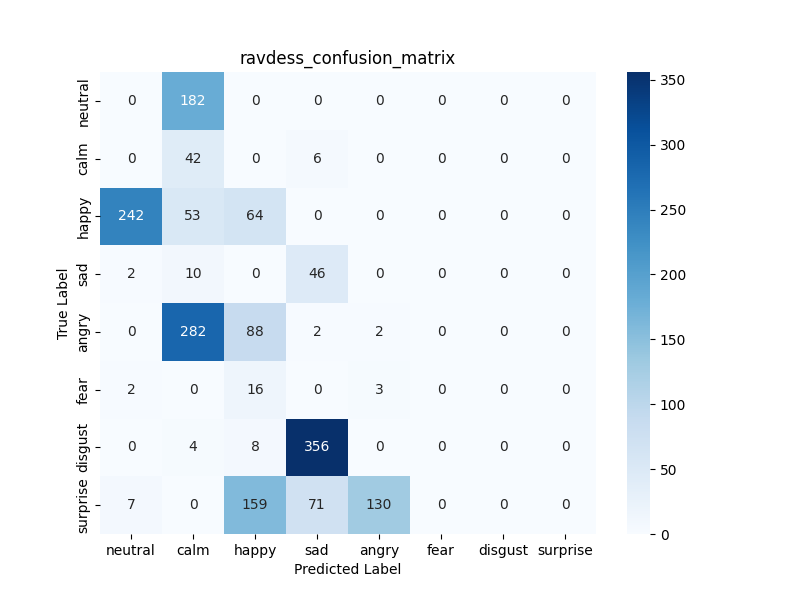 ravdess_confusion_matrix
True Label
neutral 0 182 0 0 0 0 0 0
calm 0 42 0 6 0 0 0 0
happy 242 53 64 0 0 0 0 0
sad 2 10 0 46 0 0 0 0
angry 0 282 88 2 2 0 0 0
fear 2 0 16 0 3 0 0 0
disgust 0 4 8 356 0 0 0 0
surprise 7 0 159 71 130 0 0 0
neutral calm happy sad angry fear disgust surprise
Predicted Label
350
300
250
200
150
100
50
0